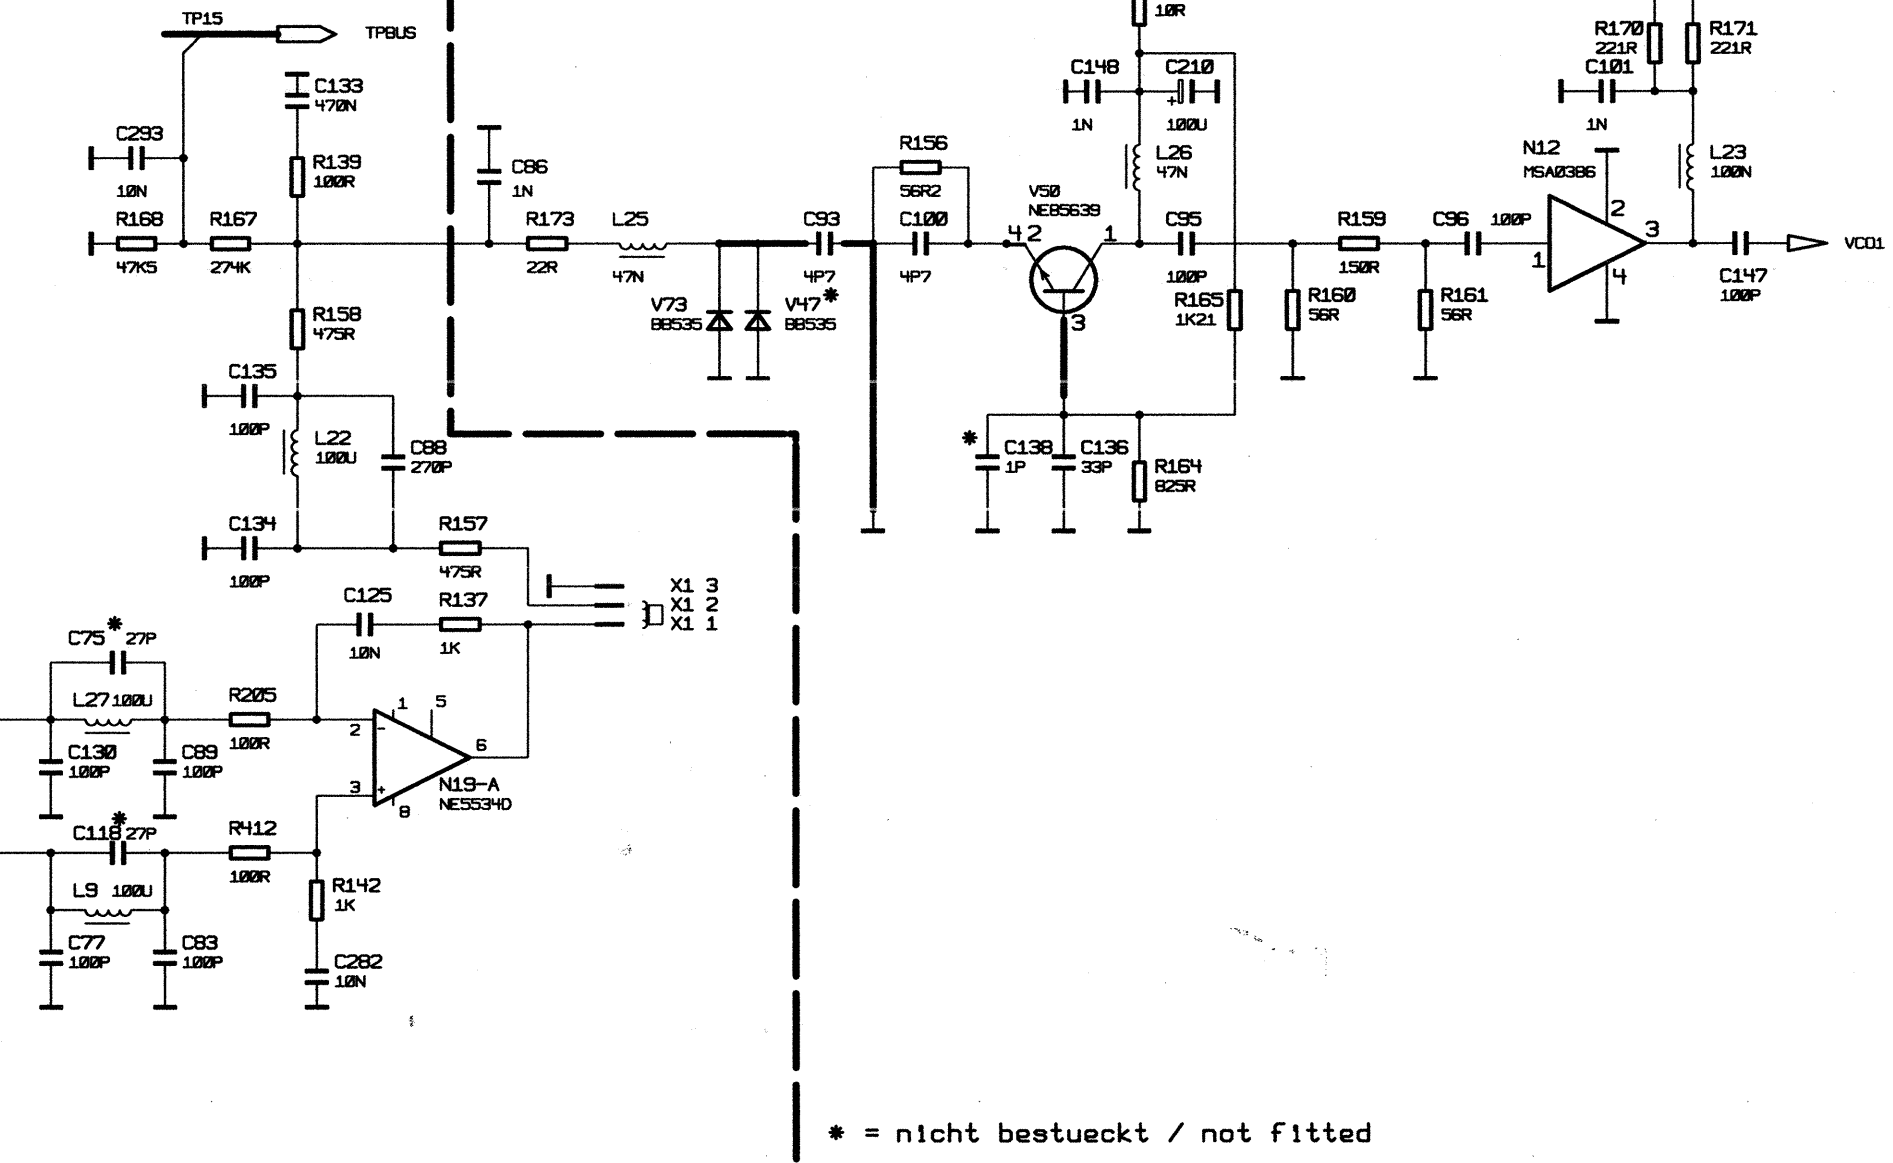 TP15
TPBUS
10R
R170
221R
R171
221R
C133
470N
C148
1N
C210
+
100U
C101
1N
C293
10N
R139
100R
C86
1N
R156
56R2
L26
47N
N12
MSA0386
L23
100N
R168
47K5
R167
274K
R173
22R
L25
47N
C93
4P7
C100
4P7
V50
NE85639
4 2
1
3
C95
100P
R159
150R
C96
100P
1
2
3
4
VCO1
C147
100P
V73
BB535
V47 *
BB535
R165
1K21
R160
56R
R161
56R
R158
475R
C135
100P
L22
100U
C88
270P
* C138
1P
C136
33P
R164
825R
C134
100P
R157
475R
X1 3
X1 2
X1 1
C125
10N
R137
1K
C75 * 27P
L27 100U
R205
100R
1
5
2
-
6
3
+
8
N19-A
NE5534D
C130
100P
C89
100P
*
C118 27P
R412
100R
L9 100U
R142
1K
C77
100P
C83
100P
C282
10N
* = nicht bestueckt / not fitted